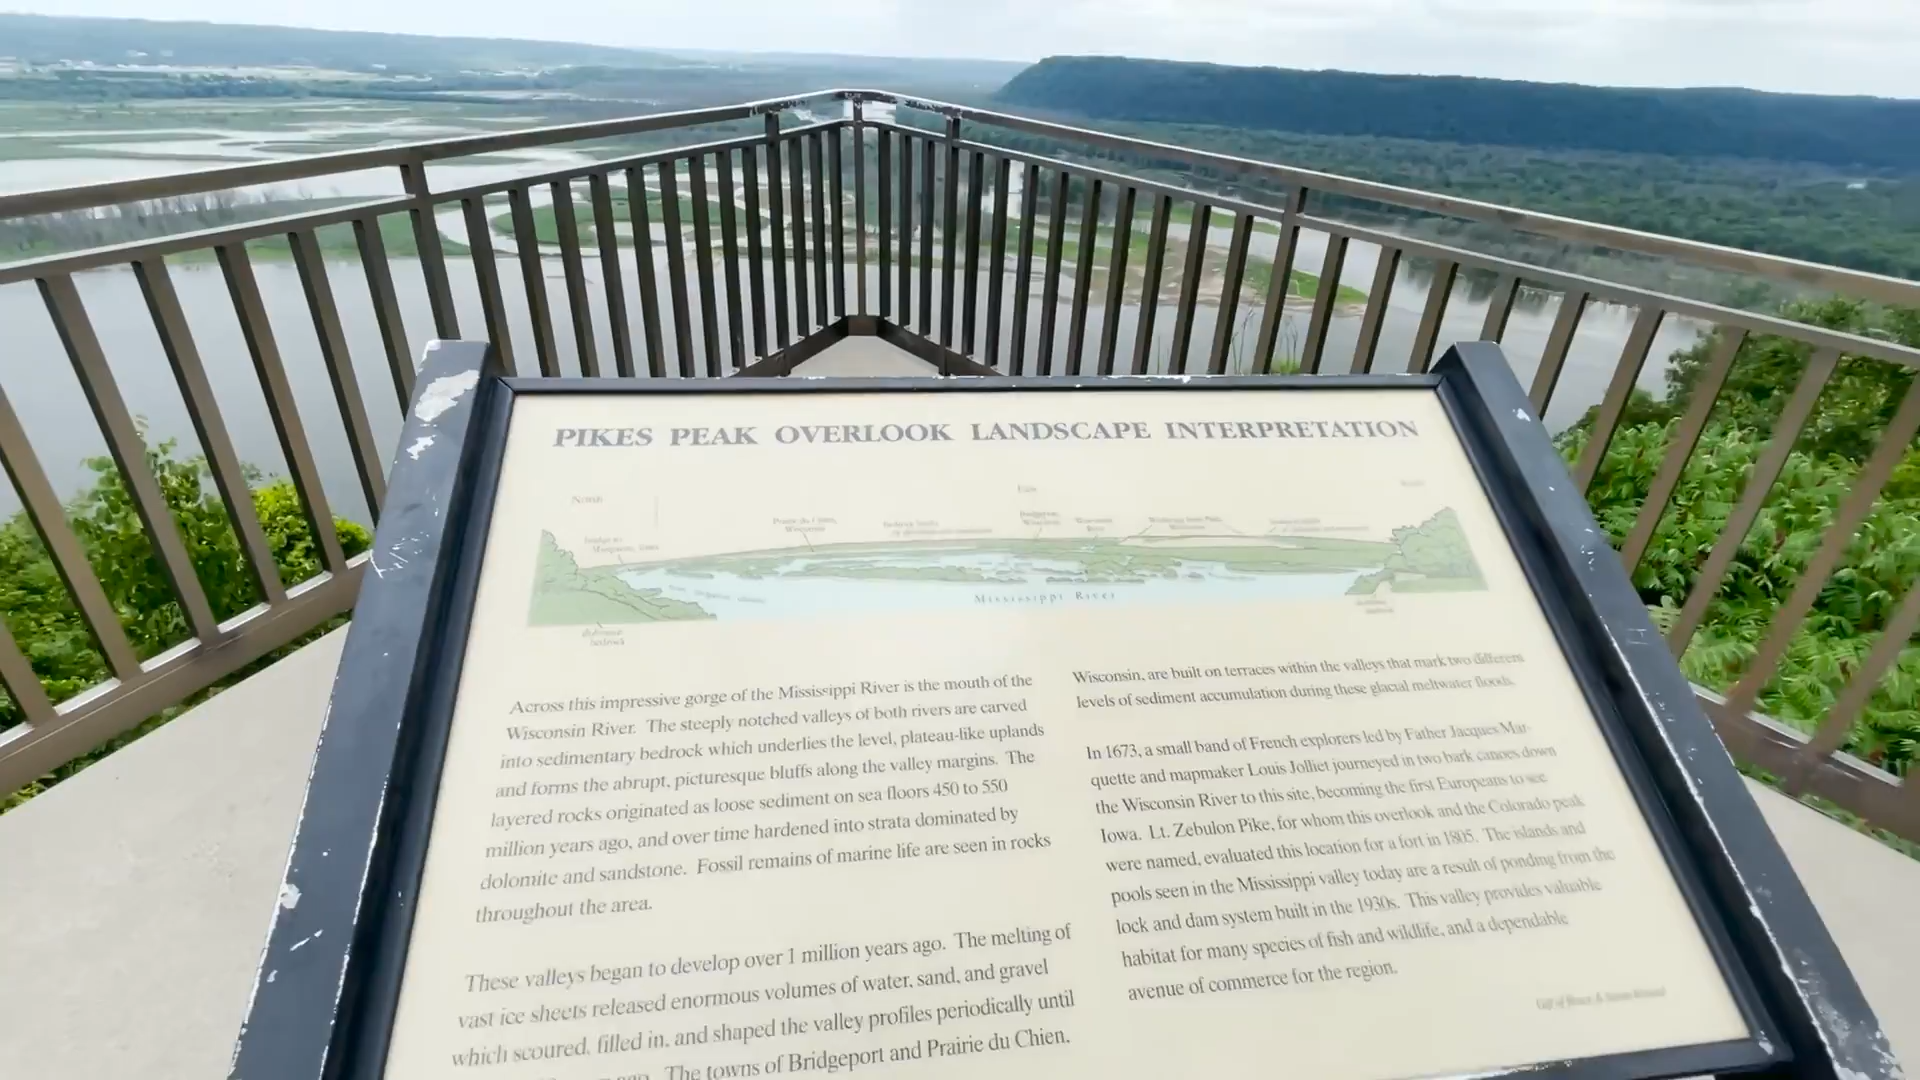 PIKES PEAK OVERLOOK LANDSCAPE INTERPRETATION
North
East
Prairie du Chien,
Wisconsin
Bridgeport,
Wisconsin
Wisconsin
River
Mississippi River
bedrock
Across this impressive gorge of the Mississippi River is the mouth of the
Wisconsin River. The steeply notched valleys of both rivers are carved
into sedimentary bedrock which underlies the level, plateau-like uplands
and forms the abrupt, picturesque bluffs along the valley margins. The
layered rocks originated as loose sediment on sea floors 450 to 550
million years ago, and over time hardened into strata dominated by
dolomite and sandstone. Fossil remains of marine life are seen in rocks
throughout the area.
These valleys began to develop over 1 million years ago. The melting of
vast ice sheets released enormous volumes of water, sand, and gravel
which scoured, filled in, and shaped the valley profiles periodically until
ago. The towns of Bridgeport and Prairie du Chien,
Wisconsin, are built on terraces within the valleys that mark two different
levels of sediment accumulation during these glacial meltwater floods.
In 1673, a small band of French explorers led by Father Jacques Mar-
quette and mapmaker Louis Jolliet journeyed in two bark canoes down
the Wisconsin River to this site, becoming the first Europeans to see
Iowa. Lt. Zebulon Pike, for whom this overlook and the Colorado peak
were named, evaluated this location for a fort in 1805. The islands and
pools seen in the Mississippi valley today are a result of ponding from the
lock and dam system built in the 1930s. This valley provides valuable
habitat for many species of fish and wildlife, and a dependable
avenue of commerce for the region.